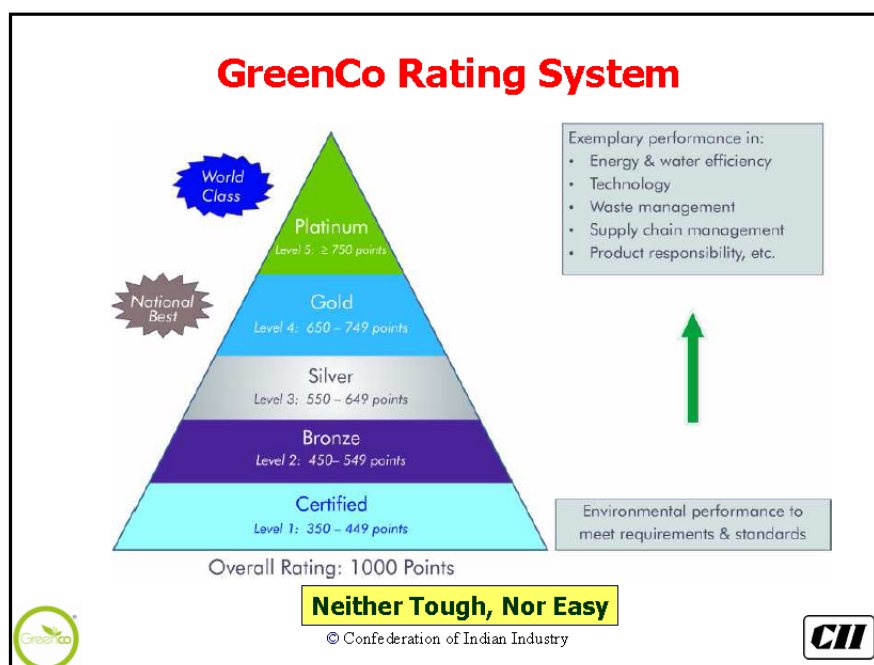 GreenCo Rating System
World
Class
Platinum
Level 5: ≥ 750 points
National
Best
Gold
Level 4: 650 – 749 points
Silver
Level 3: 550 – 649 points
Bronze
Level 2: 450– 549 points
Certified
Level 1: 350 – 449 points
Overall Rating: 1000 Points
Exemplary performance in:
• Energy & water efficiency
• Technology
• Waste management
• Supply chain management
• Product responsibility, etc.
Environmental performance to
meet requirements & standards
Neither Tough, Nor Easy
© Confederation of Indian Industry
GreenCo
®
CII